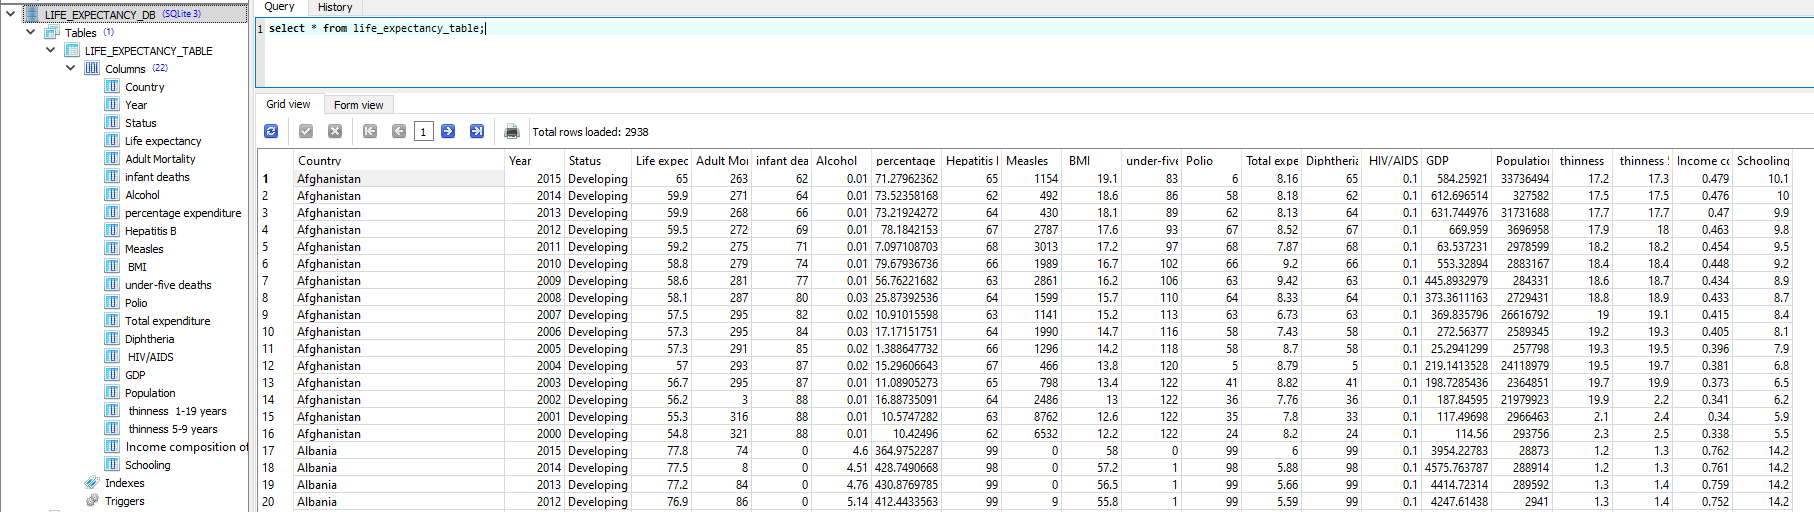 LIFE_EXPECTANCY_DB (SQLite 3)
Tables (1)
LIFE_EXPECTANCY_TABLE
Columns (22)
Country
Year
Status
Life expectancy
Adult Mortality
infant deaths
Alcohol
percentage expenditure
Hepatitis B
Measles
BMI
under-five deaths
Polio
Total expenditure
Diphtheria
HIV/AIDS
GDP
Population
thinness 1-19 years
thinness 5-9 years
Income composition of
Schooling
Indexes
Triggers
Query History
1 select * from life_expectancy_table;
Grid view Form view
1 Total rows loaded: 2938
Country Year Status Life expec Adult Mor infant dea Alcohol percentage Hepatitis Measles BMI under-five Polio Total expe Diphtheria HIV/AIDS GDP Population thinness thinness Income co Schooling
1 Afghanistan 2015 Developing 65 263 62 0.01 71.27962362 65 1154 19.1 83 6 8.16 65 0.1 584.25921 33736494 17.2 17.3 0.479 10.1
2 Afghanistan 2014 Developing 59.9 271 64 0.01 73.52358168 62 492 18.6 86 58 8.18 62 0.1 612.696514 327582 17.5 17.5 0.476 10
3 Afghanistan 2013 Developing 59.9 268 66 0.01 73.21924272 64 430 18.1 89 62 8.13 64 0.1 631.744976 31731688 17.7 17.7 0.47 9.9
4 Afghanistan 2012 Developing 59.5 272 69 0.01 78.1842153 67 2787 17.6 93 67 8.52 67 0.1 669.959 3696958 17.9 18 0.463 9.8
5 Afghanistan 2011 Developing 59.2 275 71 0.01 7.097108703 68 3013 17.2 97 68 7.87 68 0.1 63.537231 2978599 18.2 18.2 0.454 9.5
6 Afghanistan 2010 Developing 58.8 279 74 0.01 79.67936736 66 1989 16.7 102 66 9.2 66 0.1 553.32894 2883167 18.4 18.4 0.448 9.2
7 Afghanistan 2009 Developing 58.6 281 77 0.01 56.76221682 63 2861 16.2 106 63 9.42 63 0.1 445.8932979 284331 18.6 18.7 0.434 8.9
8 Afghanistan 2008 Developing 58.1 287 80 0.03 25.87392536 64 1599 15.7 110 64 8.33 64 0.1 373.3611163 2729431 18.8 18.9 0.433 8.7
9 Afghanistan 2007 Developing 57.5 295 82 0.02 10.91015598 63 1141 15.2 113 63 6.73 63 0.1 369.835796 26616792 19 19.1 0.415 8.4
10 Afghanistan 2006 Developing 57.3 295 84 0.03 17.17151751 64 1990 14.7 116 58 7.43 58 0.1 272.56377 2589345 19.2 19.3 0.405 8.1
11 Afghanistan 2005 Developing 57.3 291 85 0.02 1.388647732 66 1296 14.2 118 58 8.7 58 0.1 25.2941299 257798 19.3 19.5 0.396 7.9
12 Afghanistan 2004 Developing 57 293 87 0.02 15.29606643 67 466 13.8 120 5 8.79 5 0.1 219.1413528 24118979 19.5 19.7 0.381 6.8
13 Afghanistan 2003 Developing 56.7 295 87 0.01 11.08905273 65 798 13.4 122 41 8.82 41 0.1 198.7285436 2364851 19.7 19.9 0.373 6.5
14 Afghanistan 2002 Developing 56.2 3 88 0.01 16.88735091 64 2486 13 122 36 7.76 36 0.1 187.84595 21979923 19.9 2.2 0.341 6.2
15 Afghanistan 2001 Developing 55.3 316 88 0.01 10.5747282 63 8762 12.6 122 35 7.8 33 0.1 117.49698 2966463 2.1 2.4 0.34 5.9
16 Afghanistan 2000 Developing 54.8 321 88 0.01 10.42496 62 6532 12.2 122 24 8.2 24 0.1 114.56 293756 2.3 2.5 0.338 5.5
17 Albania 2015 Developing 77.8 74 0 4.6 364.9752287 99 0 58 0 99 6 99 0.1 3954.22783 28873 1.2 1.3 0.762 14.2
18 Albania 2014 Developing 77.5 8 0 4.51 428.7490668 98 0 57.2 1 98 5.88 98 0.1 4575.763787 288914 1.2 1.3 0.761 14.2
19 Albania 2013 Developing 77.2 84 0 4.76 430.8769785 99 0 56.5 1 99 5.66 99 0.1 4414.72314 289592 1.3 1.4 0.759 14.2
20 Albania 2012 Developing 76.9 86 0 5.14 412.4433563 99 9 55.8 1 99 5.59 99 0.1 4247.61438 2941 1.3 1.4 0.752 14.2